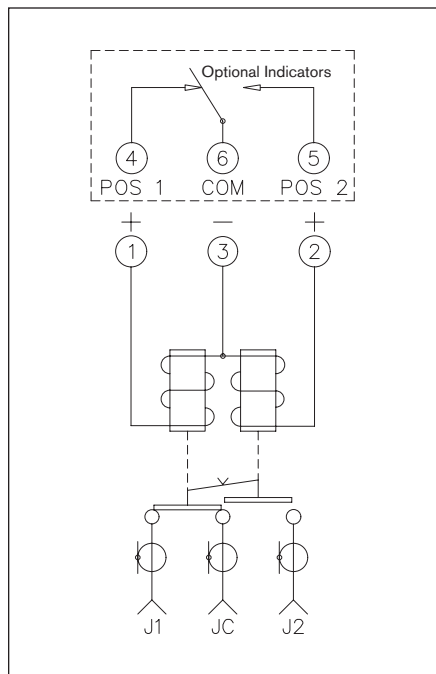 Optional Indicators
4 6 5
POS 1 COM POS 2
+ − +
1 3 2
J1 JC J2